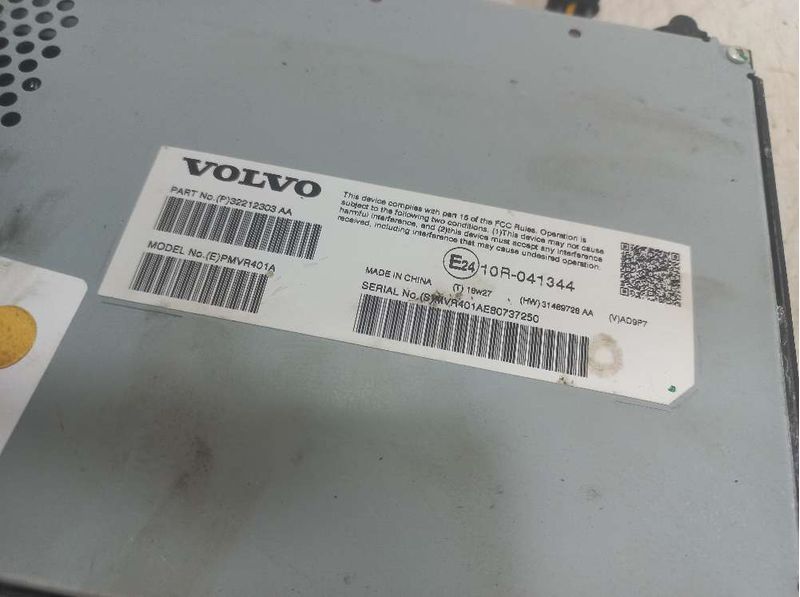 VOLVO
PART No.(P)32212303 AA
MODEL No.(E)PMVR401A
This device complies with part 15 of the FCC Rules. Operation is
subject to the following two conditions. (1)This device may not cause
harmful interference, and (2)this device must accept any interference
received, including interference that may cause undesired operation.
E24 10R-041344
MADE IN CHINA (T) 18w27 (HW) 31489728 AA (V)AD9P7
SERIAL No.(S)MVR401AE80737250